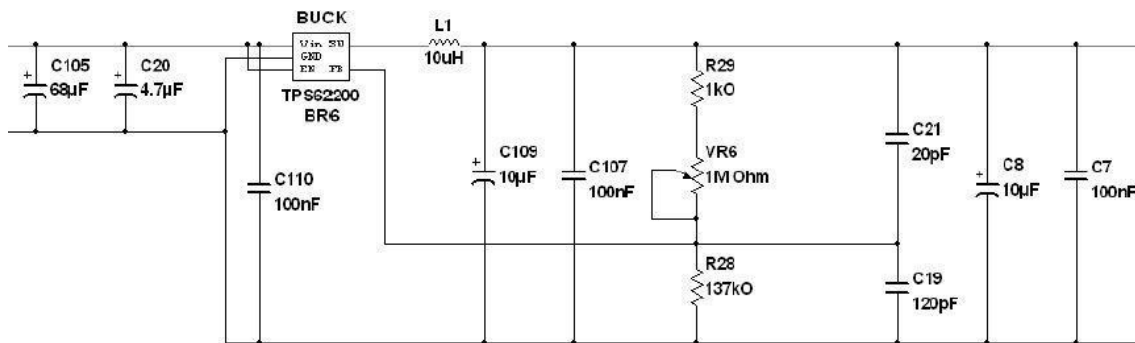 BUCK
Vin SW
GND
EN FB
TPS62200
BR6
L1
10uH
C105
68µF
C20
4.7µF
C110
100nF
C109
10µF
C107
100nF
R29
1kO
VR6
1M Ohm
R28
137kO
C21
20pF
C19
120pF
C8
10µF
C7
100nF